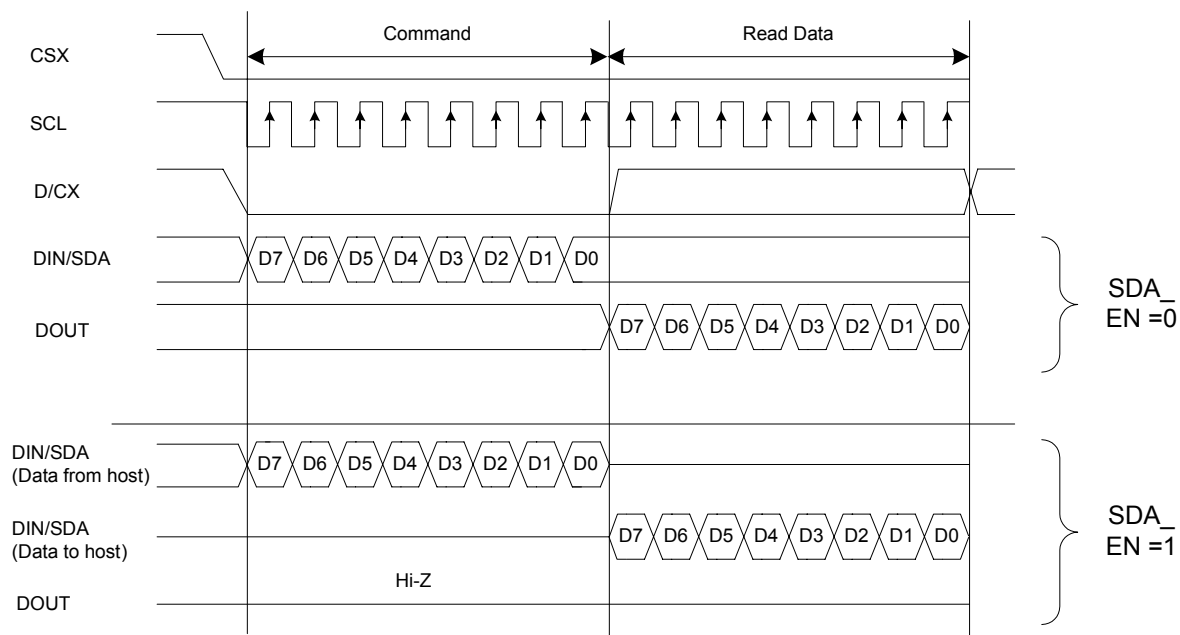 Command Read Data
CSX
SCL
D/CX
DIN/SDA D7 D6 D5 D4 D3 D2 D1 D0
DOUT D7 D6 D5 D4 D3 D2 D1 D0
SDA_
EN =0
DIN/SDA
(Data from host) D7 D6 D5 D4 D3 D2 D1 D0
DIN/SDA
(Data to host) D7 D6 D5 D4 D3 D2 D1 D0
SDA_
EN =1
Hi-Z
DOUT